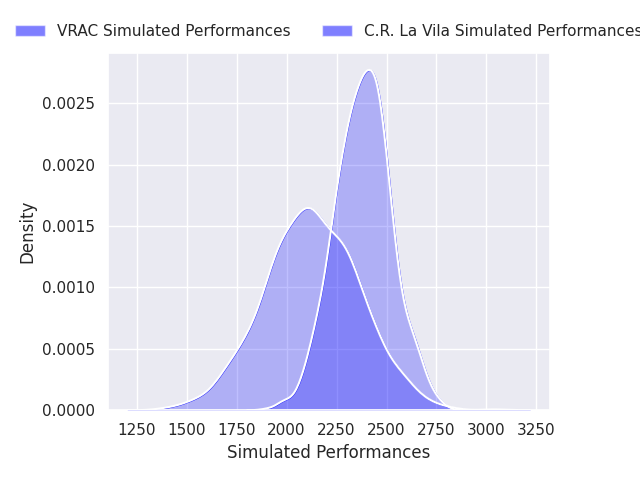 VRAC Simulated Performances
C.R. La Vila Simulated Performances
0.0025
0.0020
0.0015
0.0010
0.0005
0.0000
Density
1250 1500 1750 2000 2250 2500 2750 3000 3250
Simulated Performances